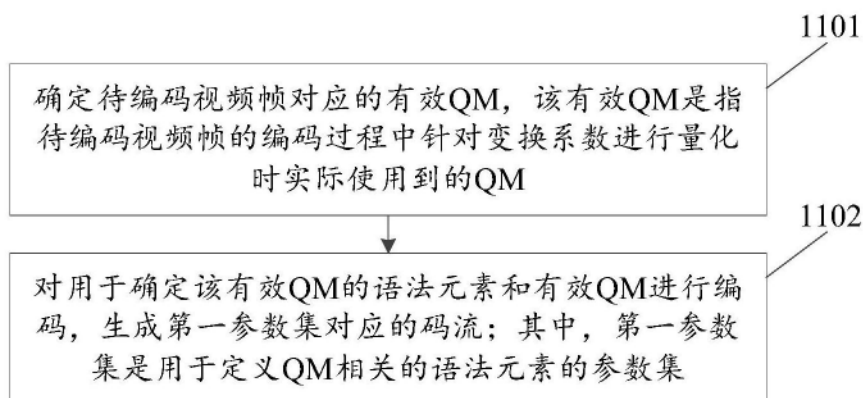 1101
确定待编码视频帧对应的有效QM，该有效QM是指
待编码视频帧的编码过程中针对变换系数进行量化
时实际使用到的QM
1102
对用于确定该有效QM的语法元素和有效QM进行编
码，生成第一参数集对应的码流；其中，第一参数
集是用于定义QM相关的语法元素的参数集